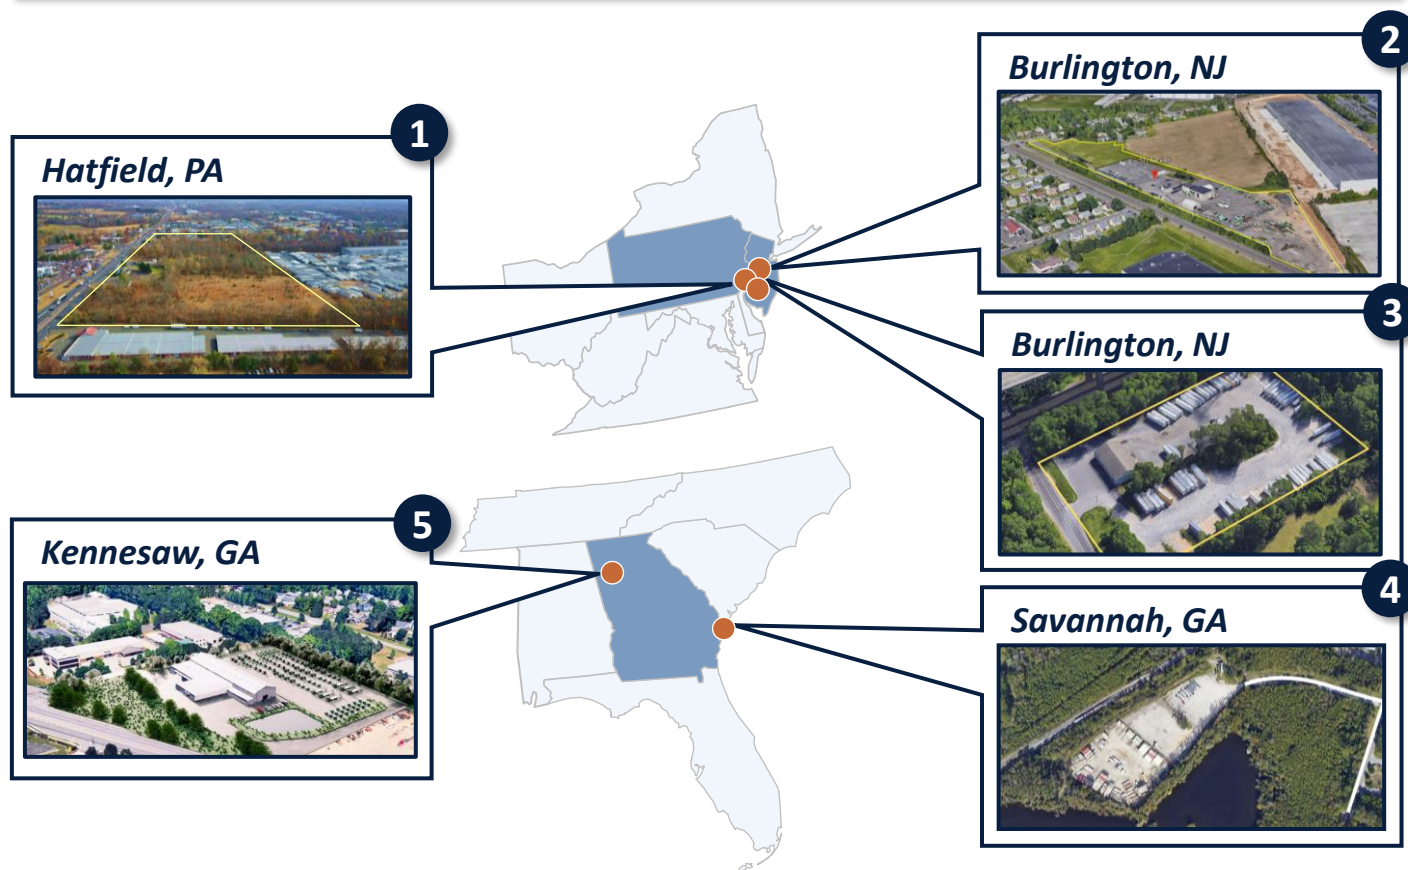 1
Hatfield, PA
2
Burlington, NJ
3
Burlington, NJ
4
Savannah, GA
5
Kennesaw, GA